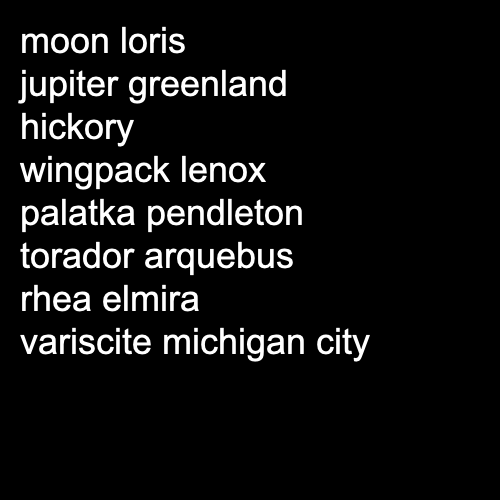 moon loris
jupiter greenland
hickory
wingpack lenox
palatka pendleton
torador arquebus
rhea elmira
variscite michigan city